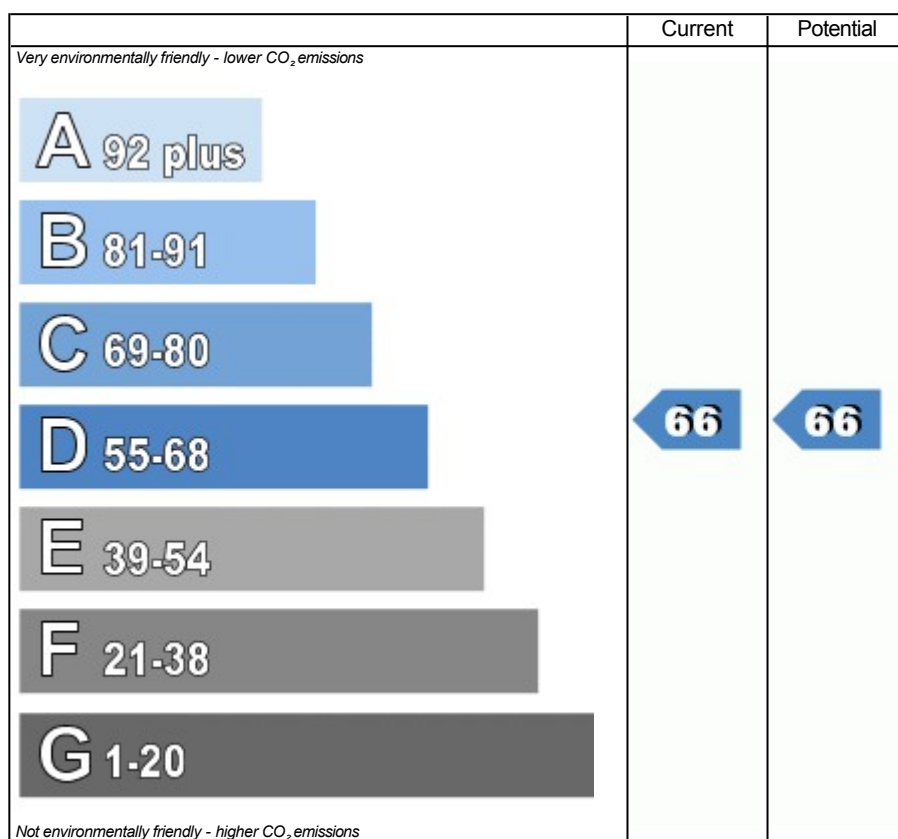 Current Potential
Very environmentally friendly - lower CO₂ emissions
A 92 plus
B 81-91
C 69-80
D 55-68
66 66
E 39-54
F 21-38
G 1-20
Not environmentally friendly - higher CO₂ emissions